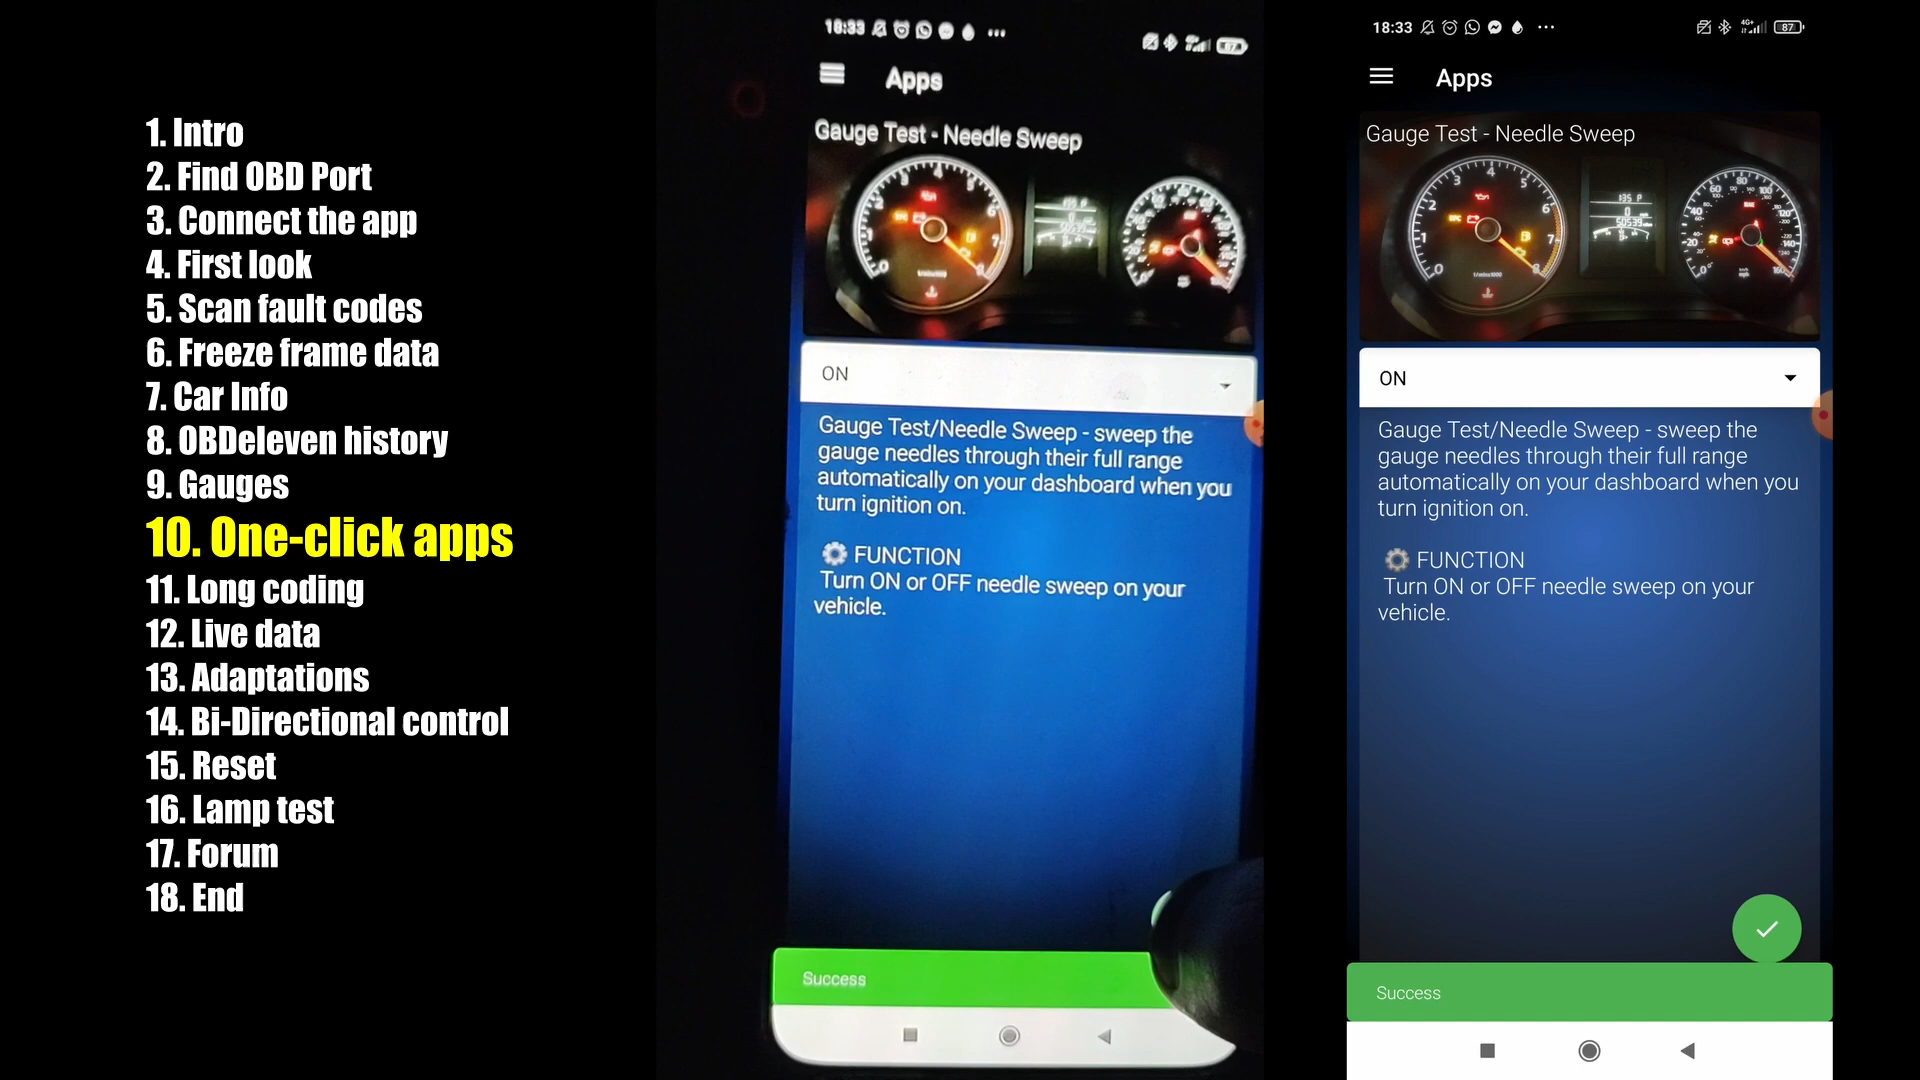 1. Intro
2. Find OBD Port
3. Connect the app
4. First look
5. Scan fault codes
6. Freeze frame data
7. Car Info
8. OBDeleven history
9. Gauges
10. One-click apps
11. Long coding
12. Live data
13. Adaptations
14. Bi-Directional control
15. Reset
16. Lamp test
17. Forum
18. End
18:33
Apps
Gauge Test - Needle Sweep
ON
Gauge Test/Needle Sweep - sweep the
gauge needles through their full range
automatically on your dashboard when you
turn ignition on.
FUNCTION
Turn ON or OFF needle sweep on your
vehicle.
Success
18:33
4G+
87
Apps
Gauge Test - Needle Sweep
ON
Gauge Test/Needle Sweep - sweep the
gauge needles through their full range
automatically on your dashboard when you
turn ignition on.
FUNCTION
Turn ON or OFF needle sweep on your
vehicle.
Success